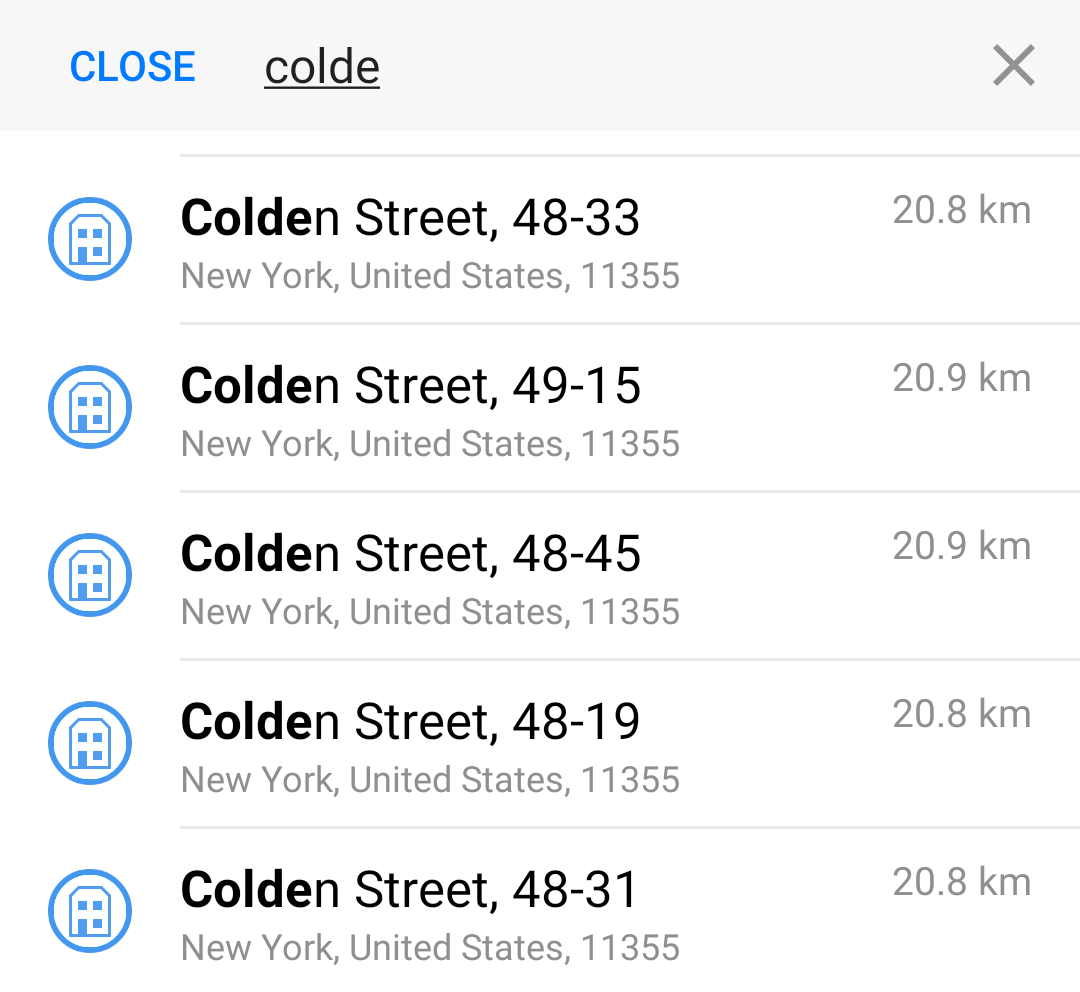 CLOSE colde
Colden Street, 48-33 20.8 km
New York, United States, 11355
Colden Street, 49-15 20.9 km
New York, United States, 11355
Colden Street, 48-45 20.9 km
New York, United States, 11355
Colden Street, 48-19 20.8 km
New York, United States, 11355
Colden Street, 48-31 20.8 km
New York, United States, 11355